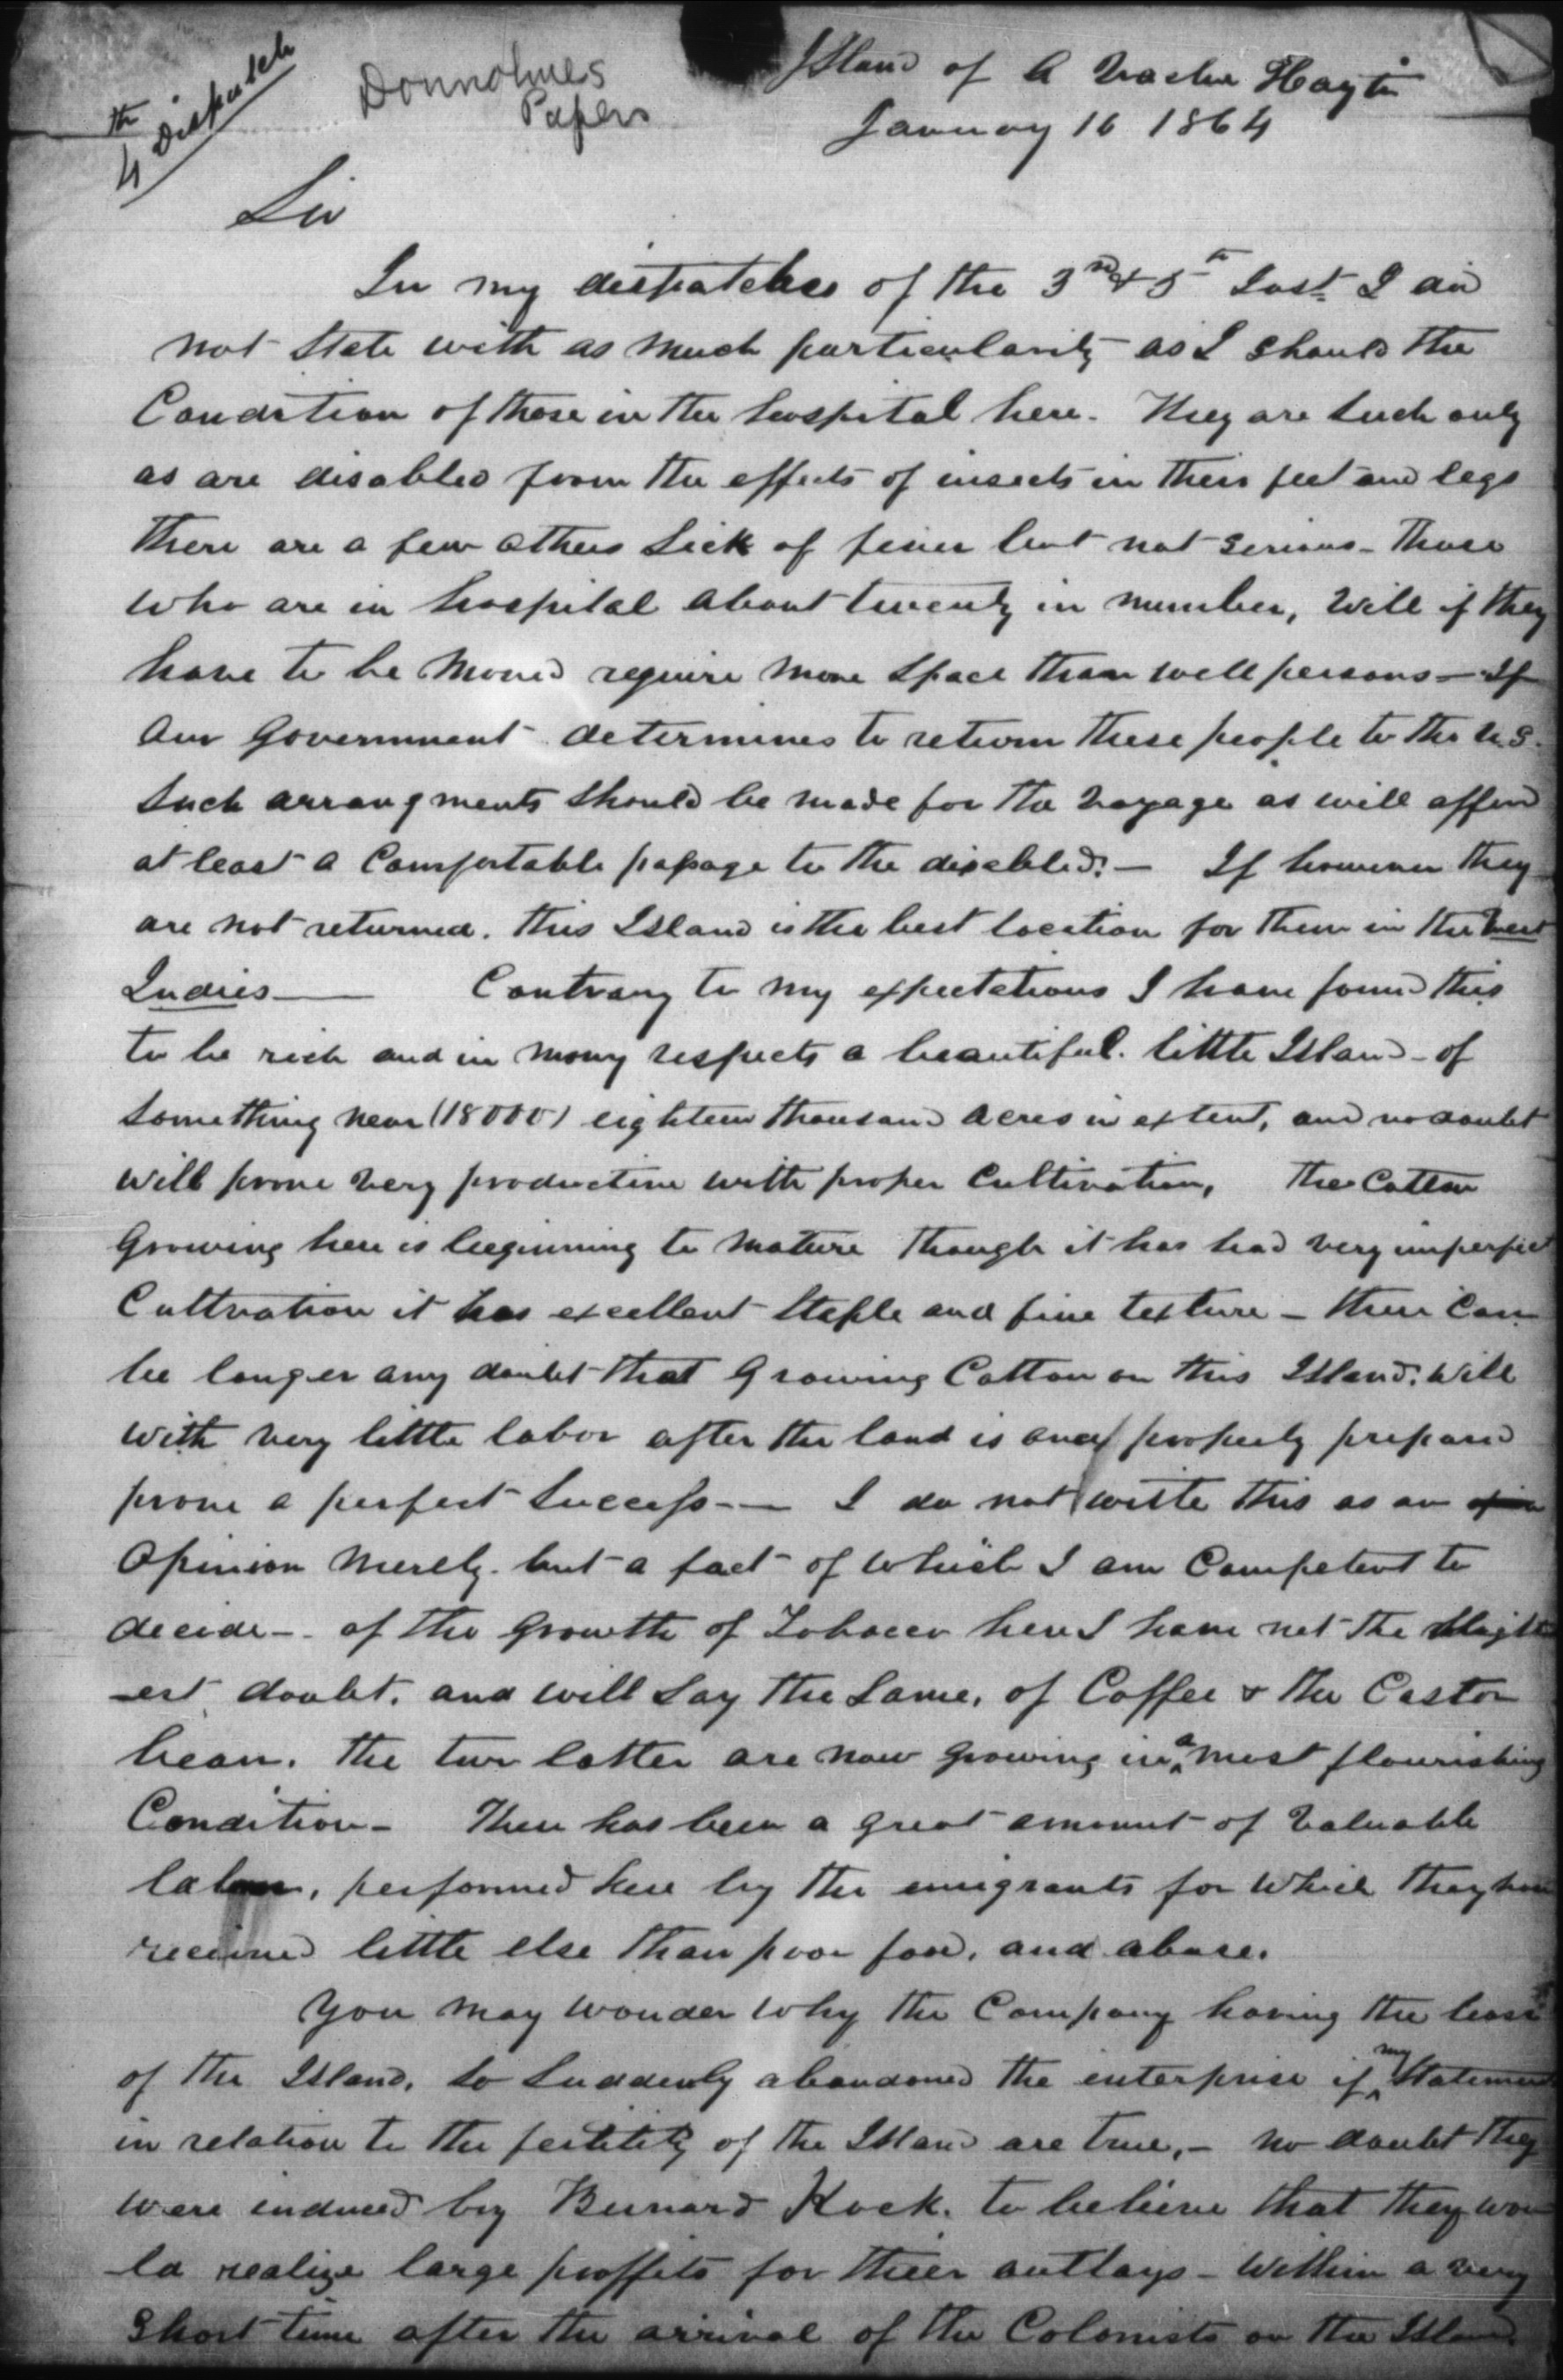 4th Dispatch
Donnohues
Papers
Island of A Vache Hayti
January 16 1864
Sir
In my dispatches of the 3rd & 5th Inst. I did
not State with as much particularity as I should the
Condition of those in the hospital here. They are such only
as are disabled from the effects of insects in their feet and legs
There are a few others Sick of fever but not serious - Those
who are in hospital about twenty in number, will if they
have to be moved require more space than well persons - If
our Government determines to return these people to the U.S.
Such arrangments should be made for the voyage as will afford
at least a Comfortable passage to the disabled. - If however they
are not returned. this Island is the best location for them in the West
Indies - Contrary to my expectations I have found this
to be rich and in many respects a beautiful little Island - of
something near (18000) eighteen thousand acres in extent, and no doubt
will prove very productive with proper Cultivation, The Cotton
Growing here is beginning to mature Though it has had very imperfect
Cultvation it has excellent Staple and fine texture - there Can
be longer any doubt that Growing Cotton on this Island. will
with very little labor after the land is once properly prepared
prove a perfect Success - I do not write this as an
Opinion merely. but a fact of which I am Competent to
decide - of the Growth of Tobacco here I have not the slight
-est doubt. and will Say the Same, of Coffee & the Castor
bean. The two latter are now growing in a most flourishing
Condition - There has been a great amount of valuable
labor, performed here by the emigrants for which they have
received little else than poor food, and abuse.
You may wonder why the Company having the lease
of the Island, so suddenly abandoned the enterprise if my Statements
in relation to the fertility of the Island are true, - no doubt they
were induced by Bernard Kock. to believe that they wou
-ld realize large proffits for their outlays - Within a very
Short time after the arrival of the Colonists on the Island